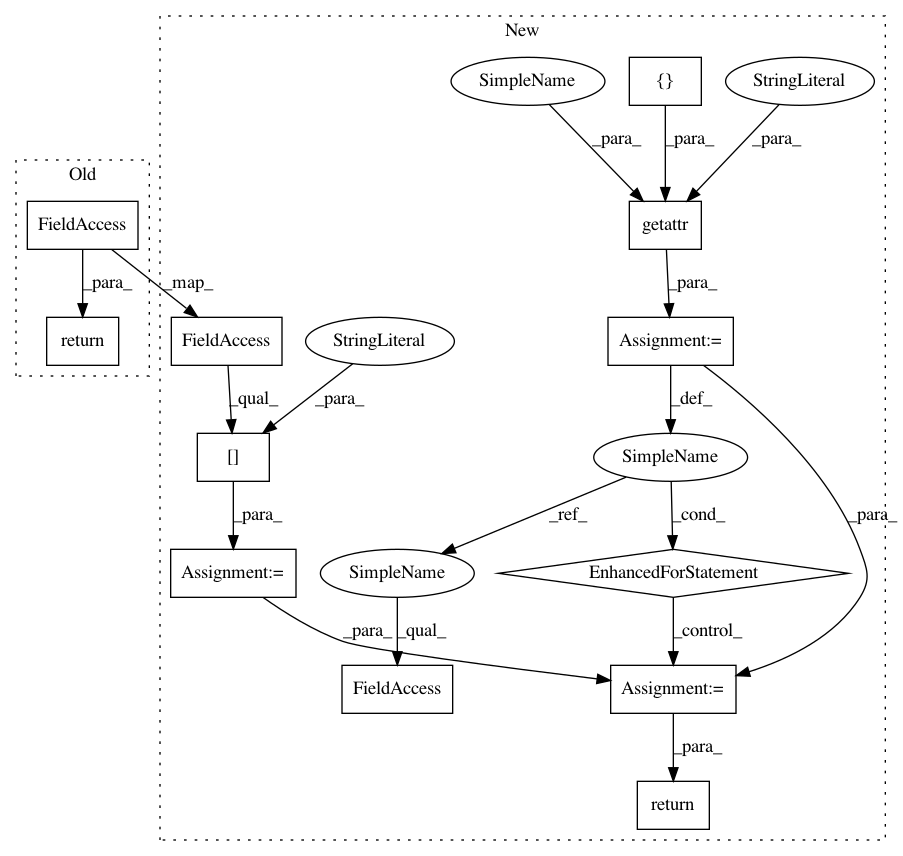 New
SimpleName
{}
StringLiteral
_para_
_para_
_para_
Old
FieldAccess
getattr
_para_
_map_
_para_
return
FieldAccess
StringLiteral
Assignment:=
_qual_
_para_
_def_
[]
SimpleName
_para_
_ref_
_cond_
_para_
Assignment:=
SimpleName
EnhancedForStatement
_para_
_qual_
_control_
FieldAccess
Assignment:=
_para_
return